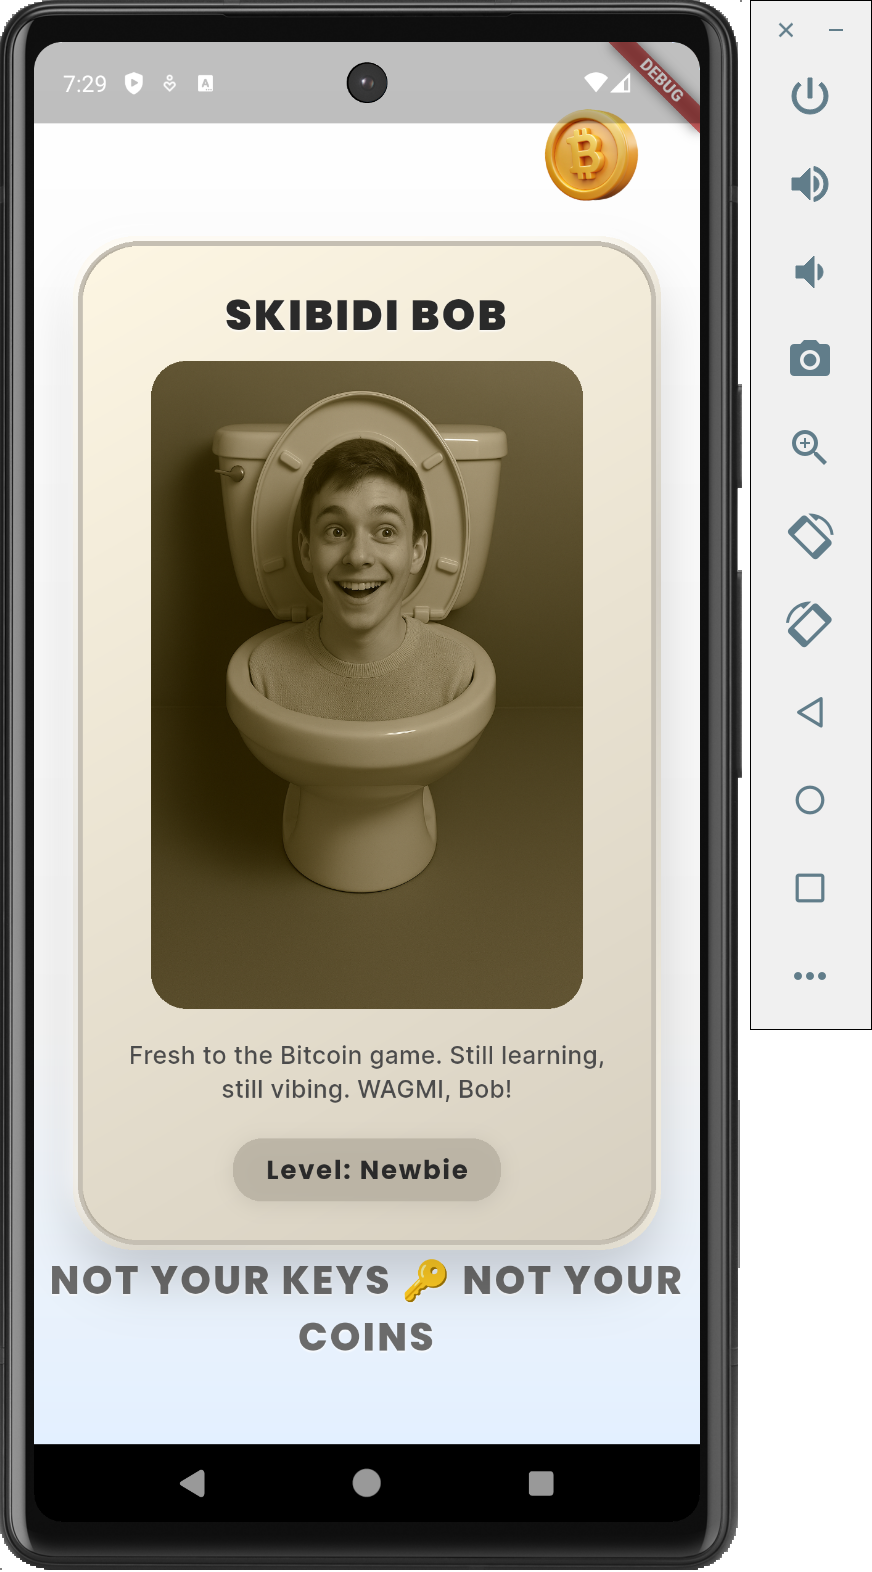 7:29
DEBUG
SKIBIDI BOB
Fresh to the Bitcoin game. Still learning,
still vibing. WAGMI, Bob!
Level: Newbie
NOT YOUR KEYS 🔑 NOT YOUR
COINS